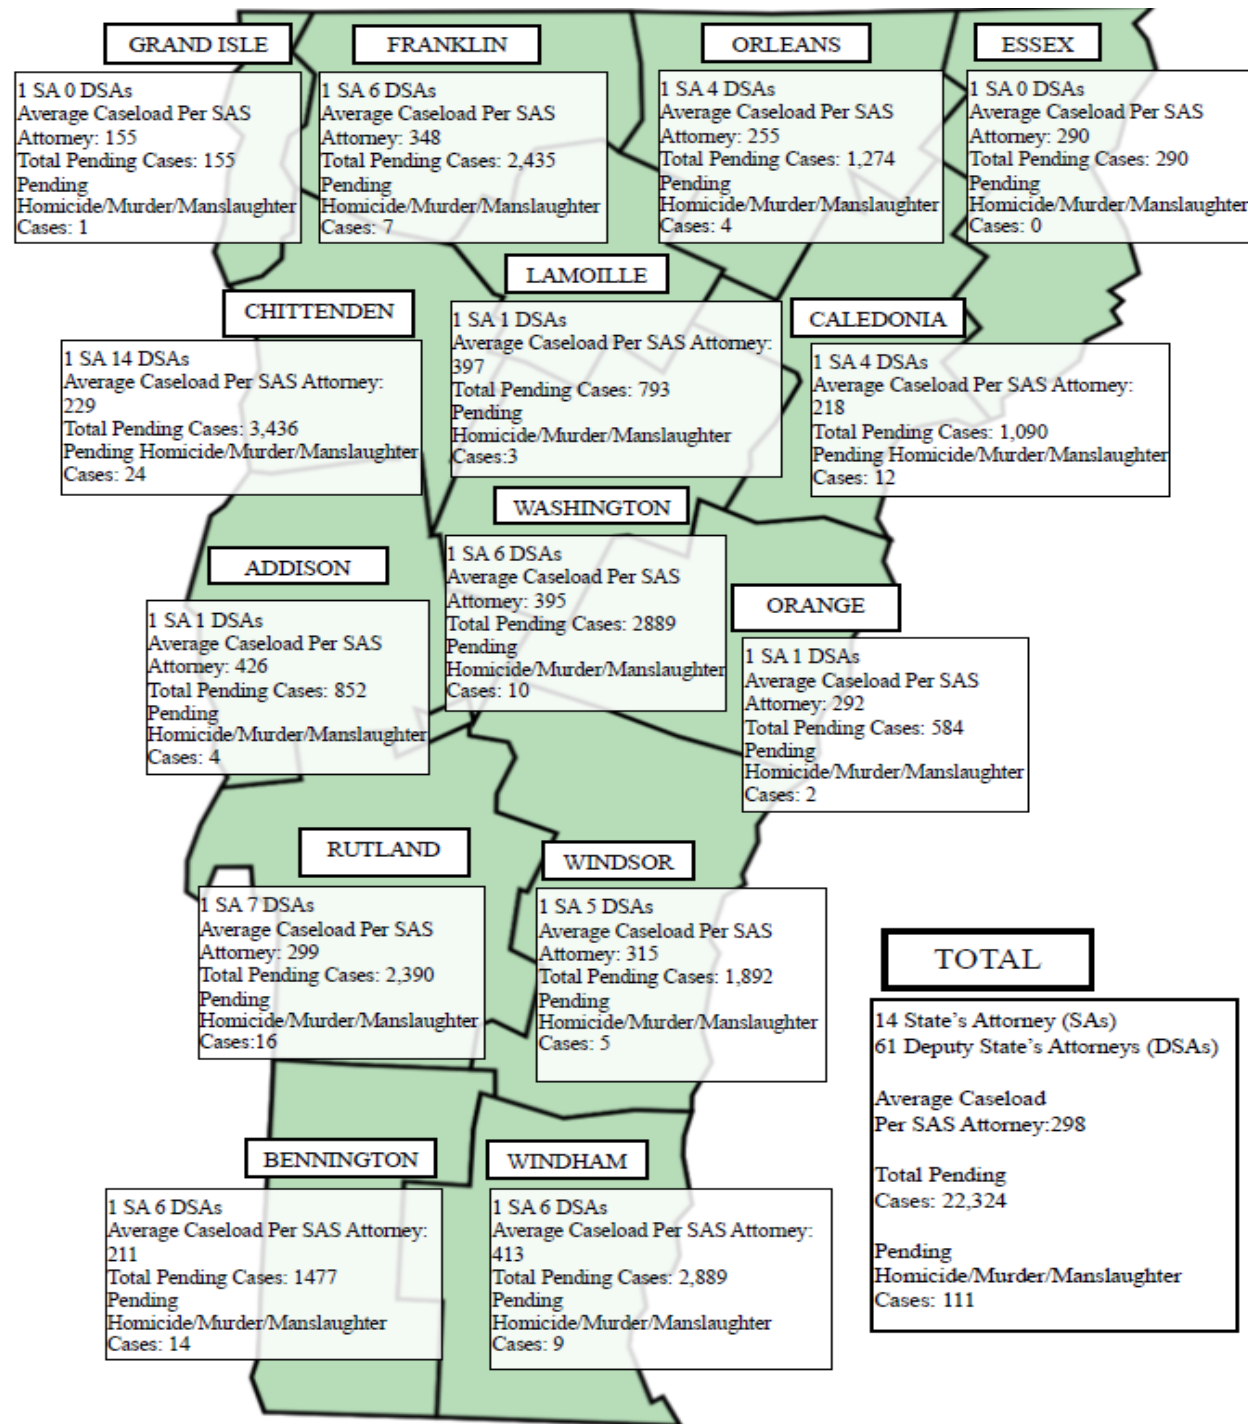 GRAND ISLE
1 SA 0 DSAs
Average Caseload Per SAS
Attorney: 155
Total Pending Cases: 155
Pending
Homicide/Murder/Manslaughter
Cases: 1
FRANKLIN
1 SA 6 DSAs
Average Caseload Per SAS
Attorney: 348
Total Pending Cases: 2,435
Pending
Homicide/Murder/Manslaughter
Cases: 7
ORLEANS
1 SA 4 DSAs
Average Caseload Per SAS
Attorney: 255
Total Pending Cases: 1,274
Pending
Homicide/Murder/Manslaughter
Cases: 4
ESSEX
1 SA 0 DSAs
Average Caseload Per SAS
Attorney: 290
Total Pending Cases: 290
Pending
Homicide/Murder/Manslaughter
Cases: 0
CHITTENDEN
1 SA 14 DSAs
Average Caseload Per SAS Attorney:
229
Total Pending Cases: 3,436
Pending Homicide/Murder/Manslaughter
Cases: 24
LAMOILLE
1 SA 1 DSAs
Average Caseload Per SAS Attorney:
397
Total Pending Cases: 793
Pending
Homicide/Murder/Manslaughter
Cases:3
CALEDONIA
1 SA 4 DSAs
Average Caseload Per SAS Attorney:
218
Total Pending Cases: 1,090
Pending Homicide/Murder/Manslaughter
Cases: 12
WASHINGTON
1 SA 6 DSAs
Average Caseload Per SAS
Attorney: 395
Total Pending Cases: 2889
Pending
Homicide/Murder/Manslaughter
Cases: 10
ADDISON
1 SA 1 DSAs
Average Caseload Per SAS
Attorney: 426
Total Pending Cases: 852
Pending
Homicide/Murder/Manslaughter
Cases: 4
ORANGE
1 SA 1 DSAs
Average Caseload Per SAS
Attorney: 292
Total Pending Cases: 584
Pending
Homicide/Murder/Manslaughter
Cases: 2
RUTLAND
1 SA 7 DSAs
Average Caseload Per SAS
Attorney: 299
Total Pending Cases: 2,390
Pending
Homicide/Murder/Manslaughter
Cases:16
WINDSOR
1 SA 5 DSAs
Average Caseload Per SAS
Attorney: 315
Total Pending Cases: 1,892
Pending
Homicide/Murder/Manslaughter
Cases: 5
BENNINGTON
1 SA 6 DSAs
Average Caseload Per SAS Attorney:
211
Total Pending Cases: 1477
Pending
Homicide/Murder/Manslaughter
Cases: 14
WINDHAM
1 SA 6 DSAs
Average Caseload Per SAS Attorney:
413
Total Pending Cases: 2,889
Pending
Homicide/Murder/Manslaughter
Cases: 9
TOTAL
14 State’s Attorney (SAs)
61 Deputy State’s Attorneys (DSAs)
Average Caseload
Per SAS Attorney:298
Total Pending
Cases: 22,324
Pending
Homicide/Murder/Manslaughter
Cases: 111